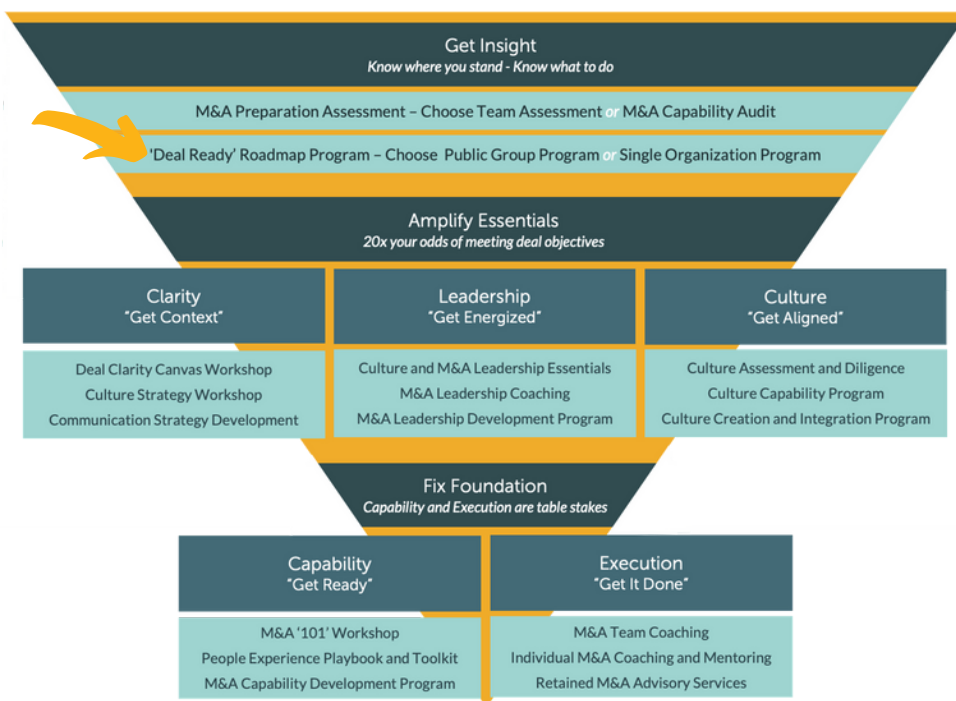 Get Insight
Know where you stand - Know what to do
M&A Preparation Assessment – Choose Team Assessment or M&A Capability Audit
'Deal Ready' Roadmap Program – Choose Public Group Program or Single Organization Program
Amplify Essentials
20x your odds of meeting deal objectives
Clarity
"Get Context"
Deal Clarity Canvas Workshop
Culture Strategy Workshop
Communication Strategy Development
Leadership
"Get Energized"
Culture and M&A Leadership Essentials
M&A Leadership Coaching
M&A Leadership Development Program
Culture
"Get Aligned"
Culture Assessment and Diligence
Culture Capability Program
Culture Creation and Integration Program
Fix Foundation
Capability and Execution are table stakes
Capability
"Get Ready"
M&A '101' Workshop
People Experience Playbook and Toolkit
M&A Capability Development Program
Execution
"Get It Done"
M&A Team Coaching
Individual M&A Coaching and Mentoring
Retained M&A Advisory Services